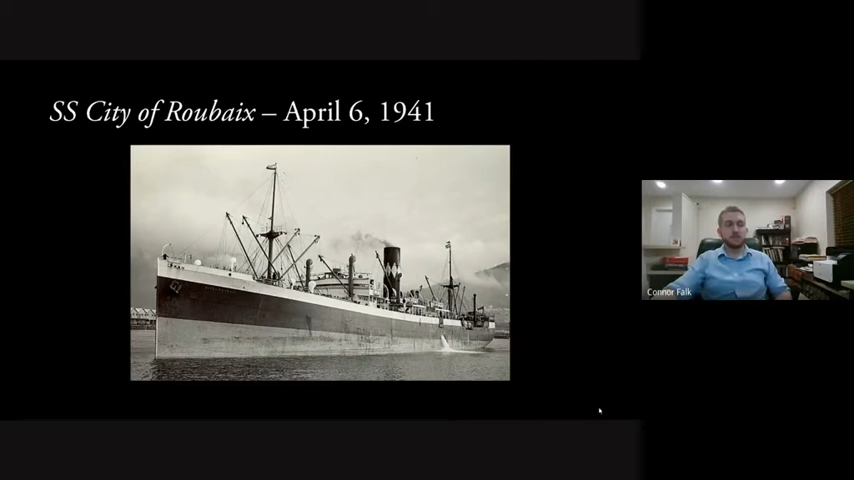 SS City of Roubaix – April 6, 1941
Connor Falk